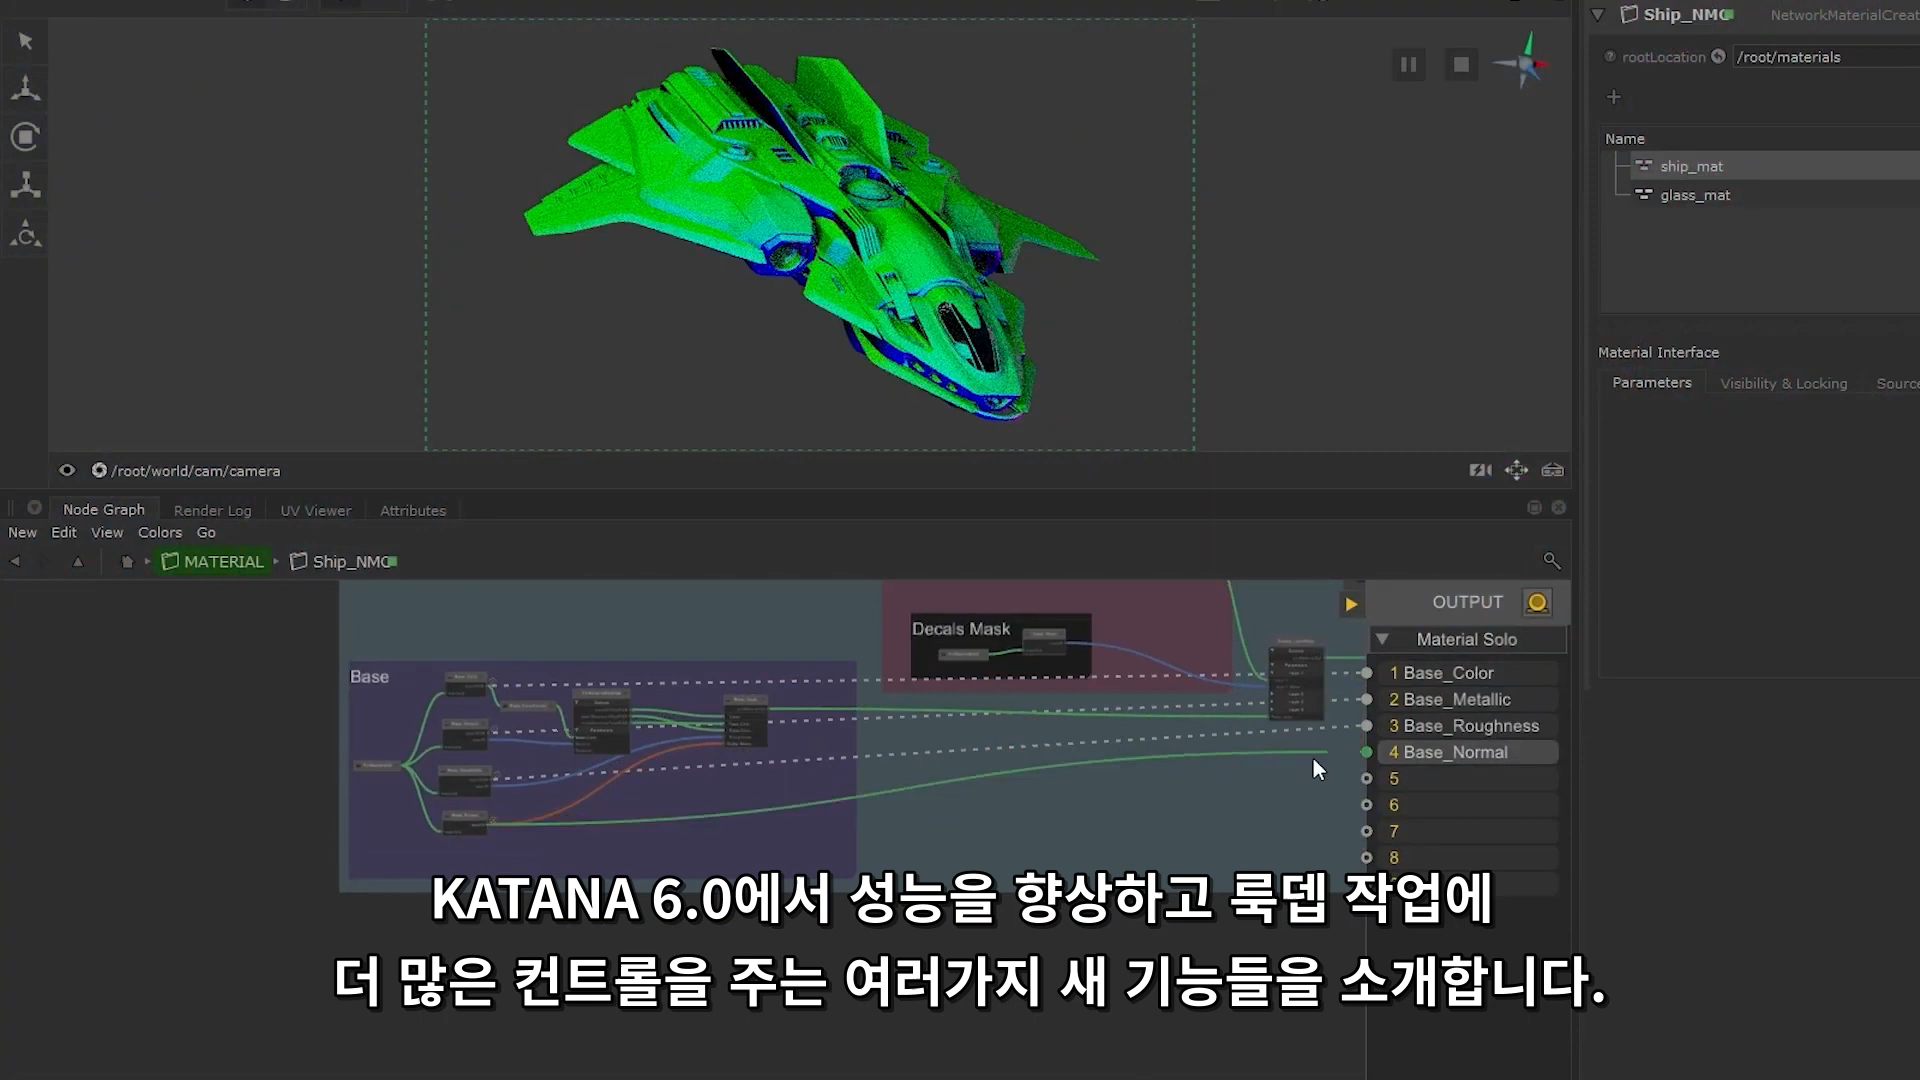 Ship_NMC
NetworkMaterialCreat
rootLocation
/root/materials
Name
ship_mat
glass_mat
Material Interface
Parameters
Visibility & Locking
Source
/root/world/cam/camera
Node Graph
Render Log
UV Viewer
Attributes
New
Edit
View
Colors
Go
MATERIAL
Ship_NMC
Base
Decals Mask
OUTPUT
Material Solo
1 Base_Color
2 Base_Metallic
3 Base_Roughness
4 Base_Normal
5
6
7
8
KATANA 6.0에서 성능을 향상하고 룩뎁 작업에
더 많은 컨트롤을 주는 여러가지 새 기능들을 소개합니다.